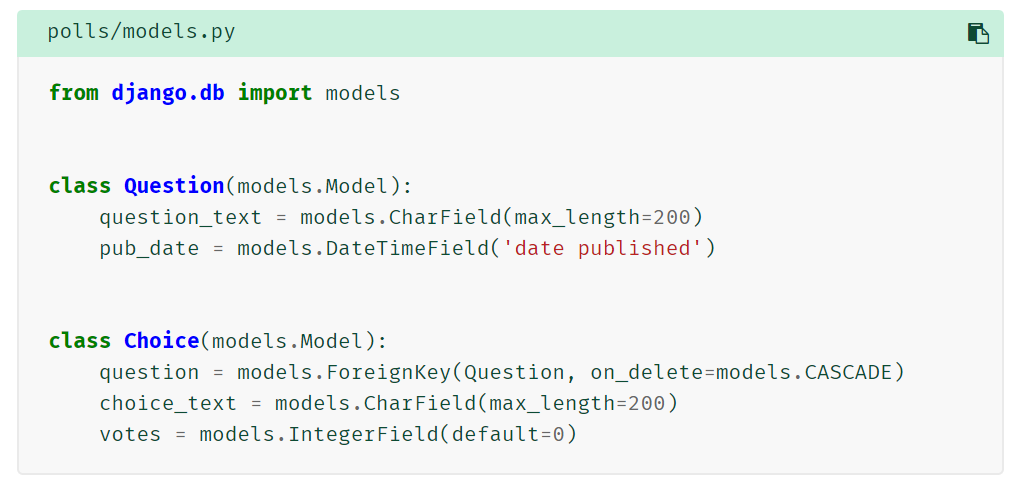 polls/models.py
from django.db import models
class Question(models.Model):
    question_text = models.CharField(max_length=200)
    pub_date = models.DateTimeField('date published')
class Choice(models.Model):
    question = models.ForeignKey(Question, on_delete=models.CASCADE)
    choice_text = models.CharField(max_length=200)
    votes = models.IntegerField(default=0)